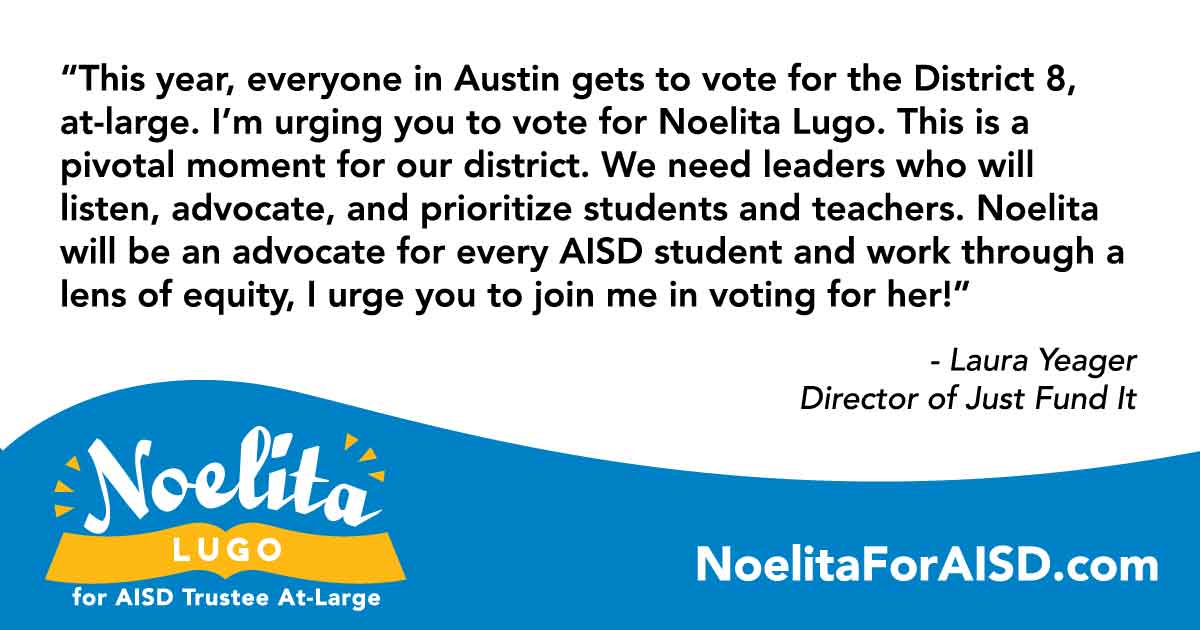 “This year, everyone in Austin gets to vote for the District 8,
at-large. I’m urging you to vote for Noelita Lugo. This is a
pivotal moment for our district. We need leaders who will
listen, advocate, and prioritize students and teachers. Noelita
will be an advocate for every AISD student and work through a
lens of equity, I urge you to join me in voting for her!”
- Laura Yeager
Director of Just Fund It
Noelita
LUGO
for AISD Trustee At-Large
NoelitaForAISD.com